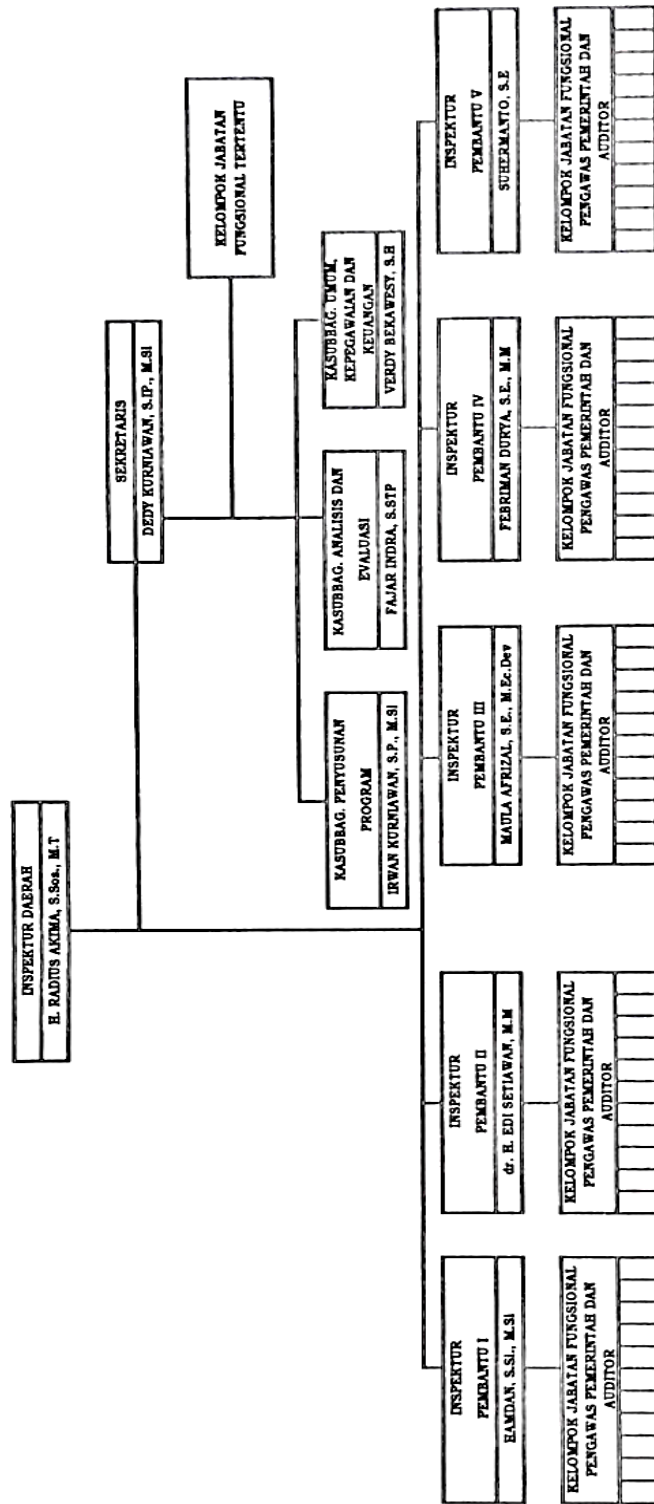 INSPEKTUR DAERAH
H. RADIUS AKIMA, S.Sos., M.T
SEKRETARIS
DEDY KURNIAWAN, S.IP., M.SI
KELOMPOK JABATAN
FUNGSIONAL TERTENTU
KASUBBAG. PENYUSUNAN
PROGRAM
IRWAN KURNIAWAN, S.P., M.SI
KASUBBAG. ANALISIS DAN
EVALUASI
FAJAR INDRA, S.STP
KASUBBAG. UMUM,
KEPEGAWAIAN DAN
KEUANGAN
VERDY BEKAWESY, S.H
INSPEKTUR
PEMBANTU I
HAMDAN, S.SI., M.SI
INSPEKTUR
PEMBANTU II
dr. H. EDI SETIAWAN, M.M
INSPEKTUR
PEMBANTU III
MAULA AFRIZAL, S.E., M.Ec.Dev
INSPEKTUR
PEMBANTU IV
FEBRIMAN DURYA, S.E., M.M
INSPEKTUR
PEMBANTU V
SUHERMANTO, S.E
KELOMPOK JABATAN FUNGSIONAL
PENGAWAS PEMERINTAH DAN
AUDITOR
KELOMPOK JABATAN FUNGSIONAL
PENGAWAS PEMERINTAH DAN
AUDITOR
KELOMPOK JABATAN FUNGSIONAL
PENGAWAS PEMERINTAH DAN
AUDITOR
KELOMPOK JABATAN FUNGSIONAL
PENGAWAS PEMERINTAH DAN
AUDITOR
KELOMPOK JABATAN FUNGSIONAL
PENGAWAS PEMERINTAH DAN
AUDITOR